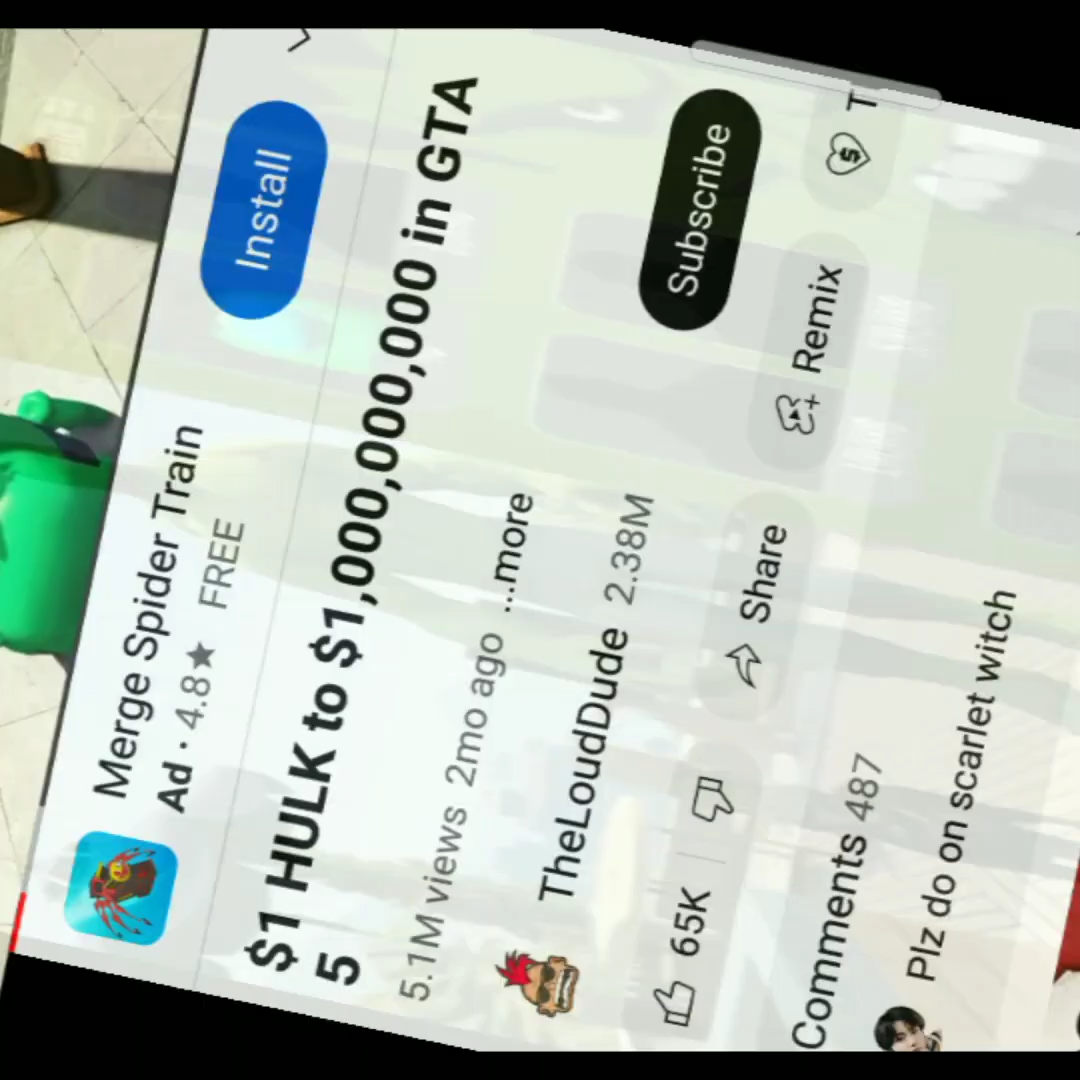 Merge Spider Train
Ad · 4.8★ FREE
Install
$1 HULK to $1,000,000,000 in GTA
5
5.1M views 2mo ago ...more
TheLoudDude 2.38M
Subscribe
65K
Share
Remix
T
Comments 487
Plz do on scarlet witch